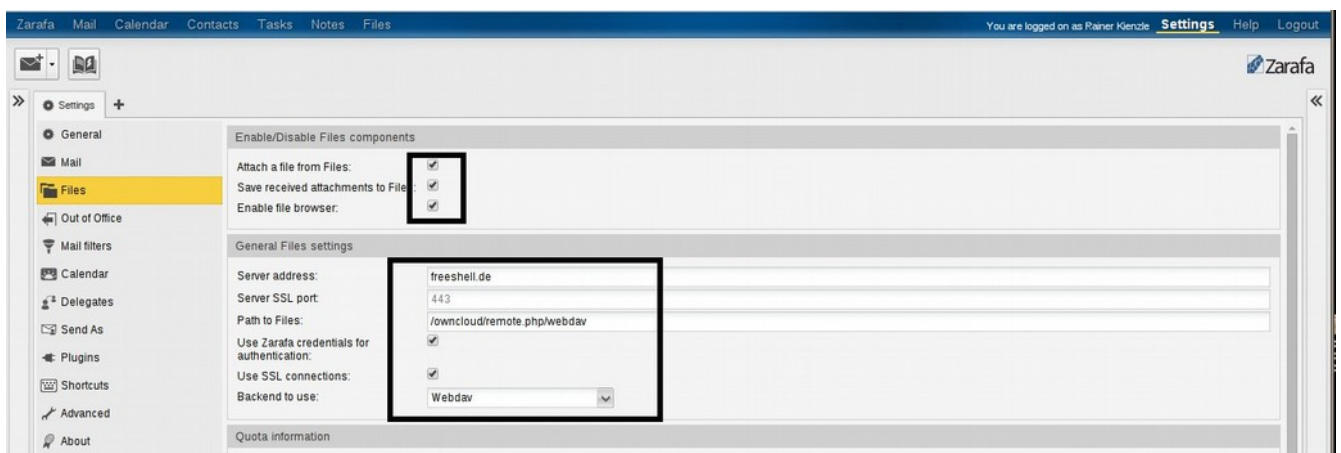 Zarafa Mail Calendar Contacts Tasks Notes Files You are logged on as Rainer Kienzle Settings Help Logout
Zarafa
Settings
General
Mail
Files
Out of Office
Mail filters
Calendar
Delegates
Send As
Plugins
Shortcuts
Advanced
About
Enable/Disable Files components
Attach a file from Files:
Save received attachments to File :
Enable file browser:
General Files settings
Server address: freeshell.de
Server SSL port: 443
Path to Files: /owncloud/remote.php/webdav
Use Zarafa credentials for
authentication:
Use SSL connections:
Backend to use: Webdav
Quota information